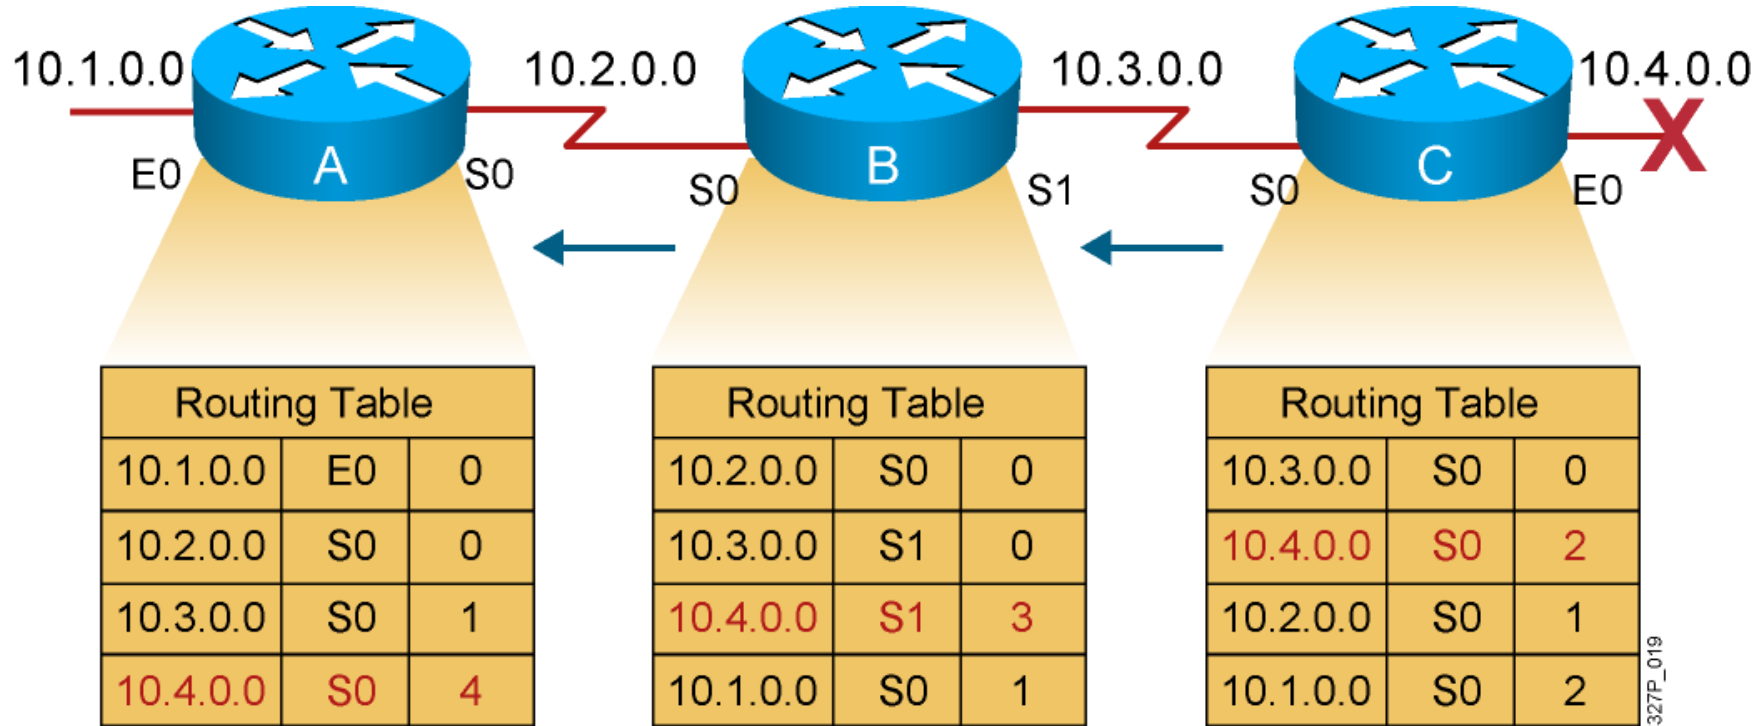 10.1.0.0
10.2.0.0
10.3.0.0
10.4.0.0
X
E0
A
S0
S0
B
S1
S0
C
E0
Routing Table
10.1.0.0 E0 0
10.2.0.0 S0 0
10.3.0.0 S0 1
10.4.0.0 S0 4
Routing Table
10.2.0.0 S0 0
10.3.0.0 S1 0
10.4.0.0 S1 3
10.1.0.0 S0 1
Routing Table
10.3.0.0 S0 0
10.4.0.0 S0 2
10.2.0.0 S0 1
10.1.0.0 S0 2
327P_019